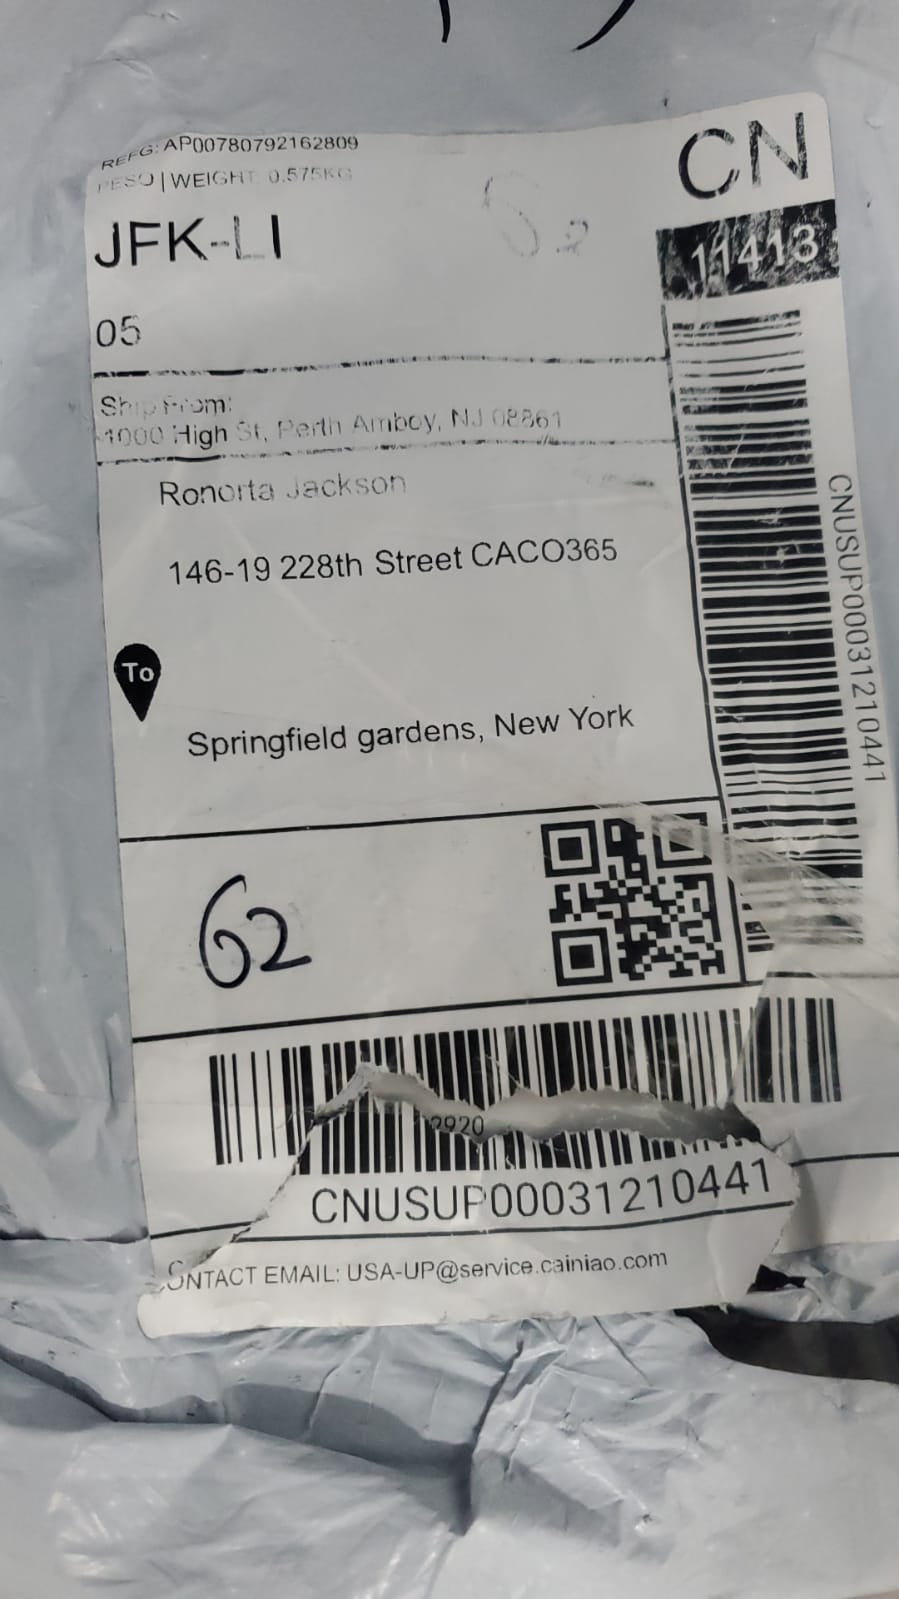 REFG: AP00780792162809
PESO | WEIGHT: 0.575KG
CN
JFK-LI
11413
05
Ship From:
1000 High St, Perth Amboy, NJ 08861
Ronorta Jackson
146-19 228th Street CACO365
To
Springfield gardens, New York
CNUSUP00031210441
62
2920
CNUSUP00031210441
CONTACT EMAIL: USA-UP@service.cainiao.com